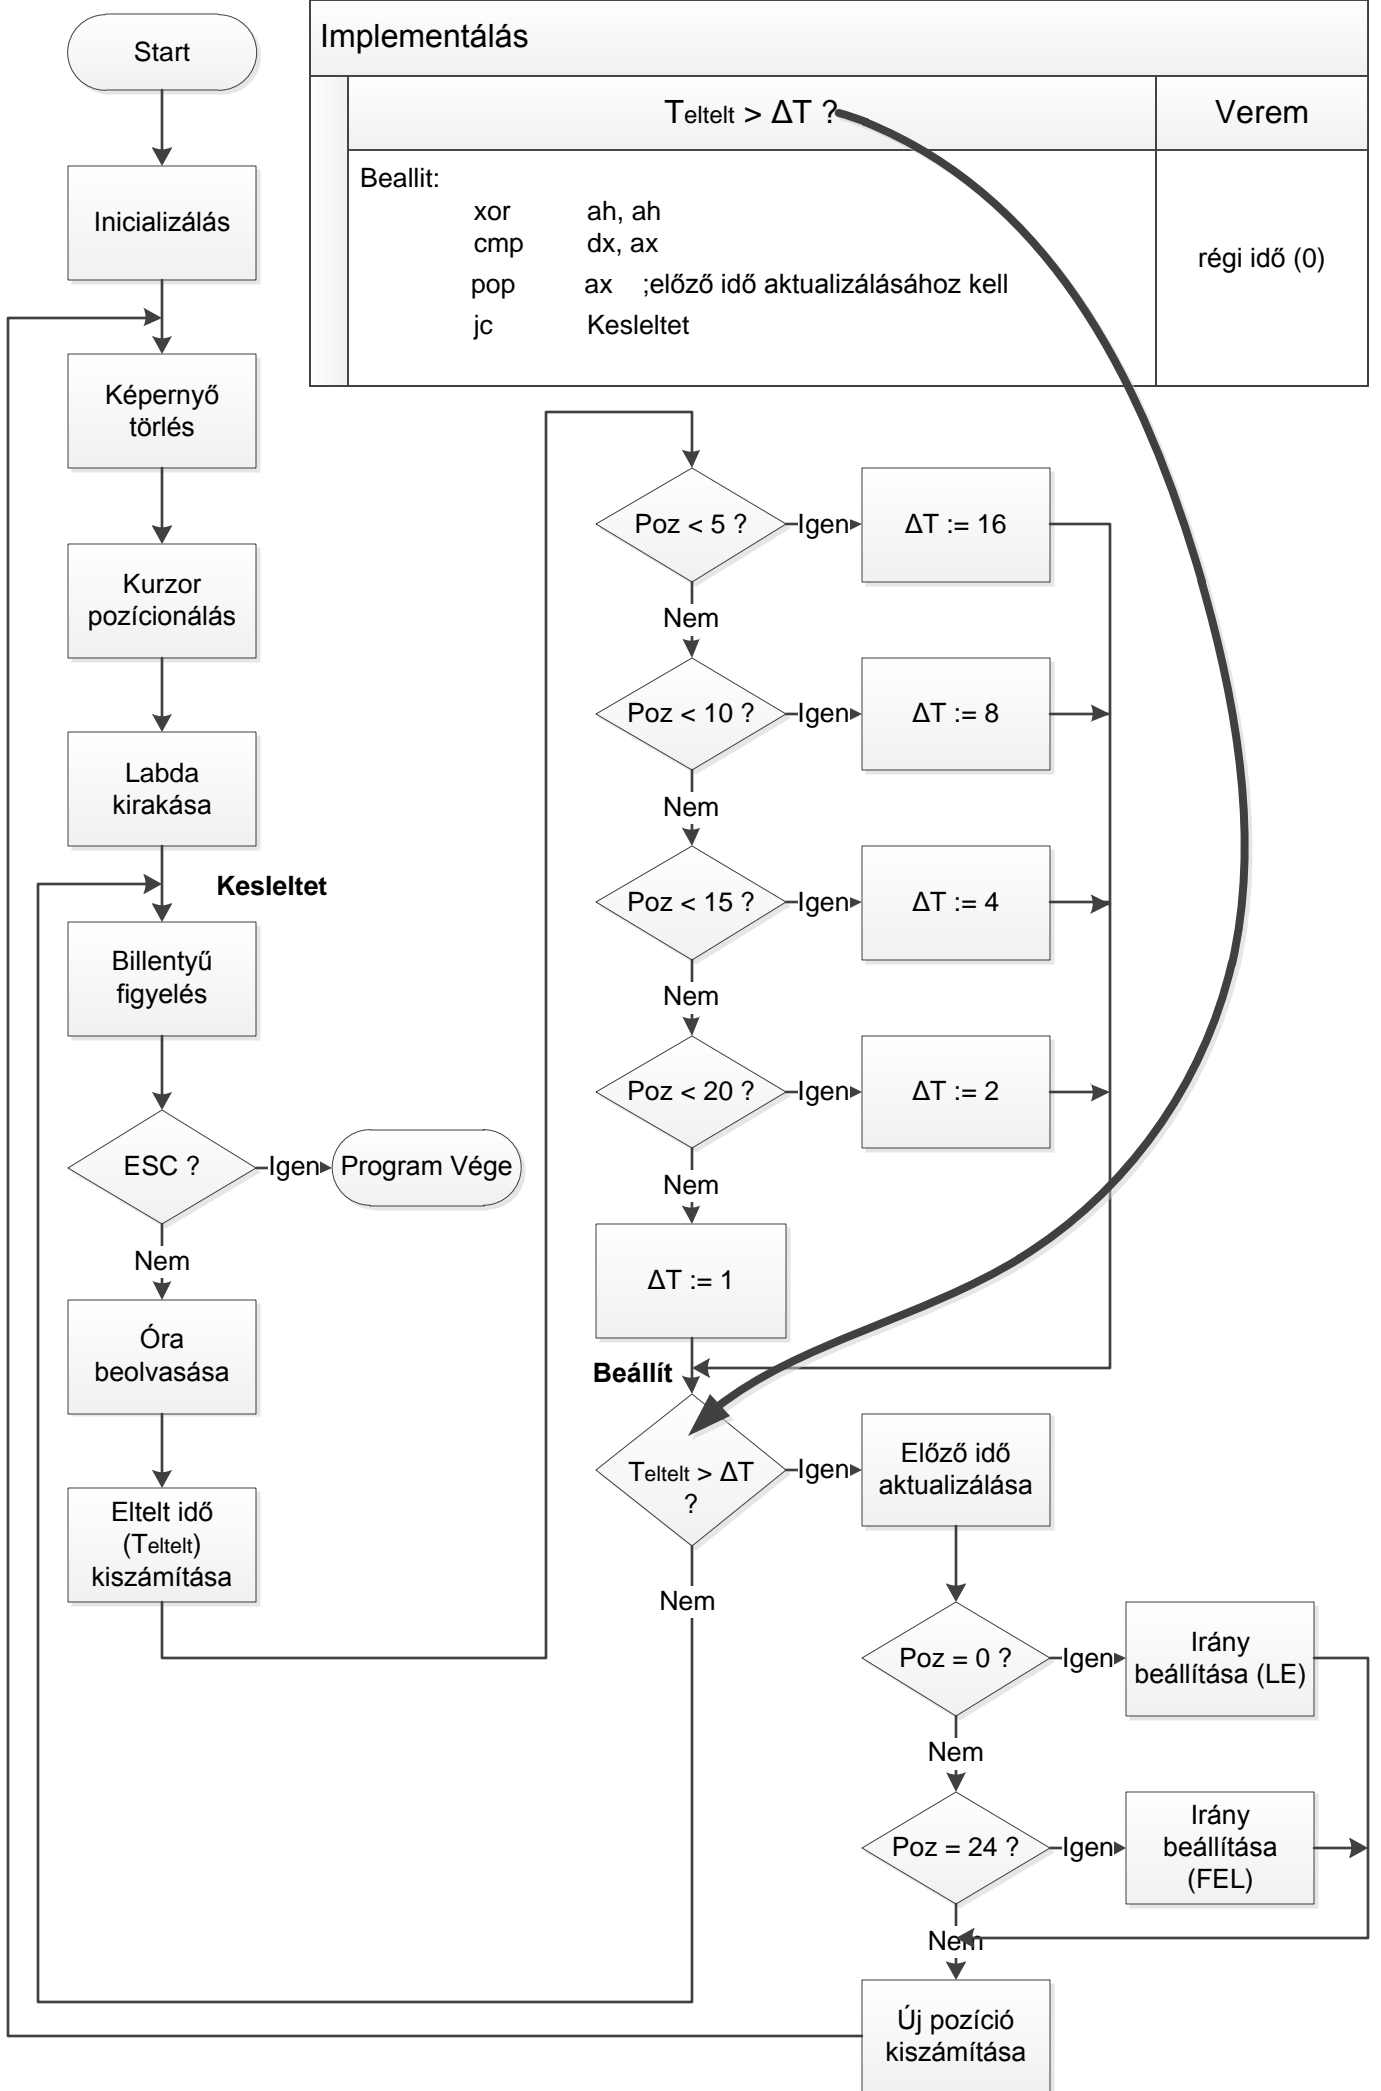 Start
Implementálás
Teltelt > ΔT ?
Verem
Beallit:
xor ah, ah
cmp dx, ax
pop ax ;előző idő aktualizálásához kell
jc Kesleltet
régi idő (0)
Inicializálás
Képernyő
törlés
Kurzor
pozícionálás
Labda
kirakása
Kesleltet
Billentyű
figyelés
ESC ?
Igen
Program Vége
Nem
Óra
beolvasása
Eltelt idő
(Teltelt)
kiszámítása
Poz < 5 ?
Igen
ΔT := 16
Nem
Poz < 10 ?
Igen
ΔT := 8
Nem
Poz < 15 ?
Igen
ΔT := 4
Nem
Poz < 20 ?
Igen
ΔT := 2
Nem
ΔT := 1
Beállít
Teltelt > ΔT
?
Igen
Előző idő
aktualizálása
Nem
Poz = 0 ?
Igen
Irány
beállítása (LE)
Nem
Poz = 24 ?
Igen
Irány
beállítása
(FEL)
Nem
Új pozíció
kiszámítása